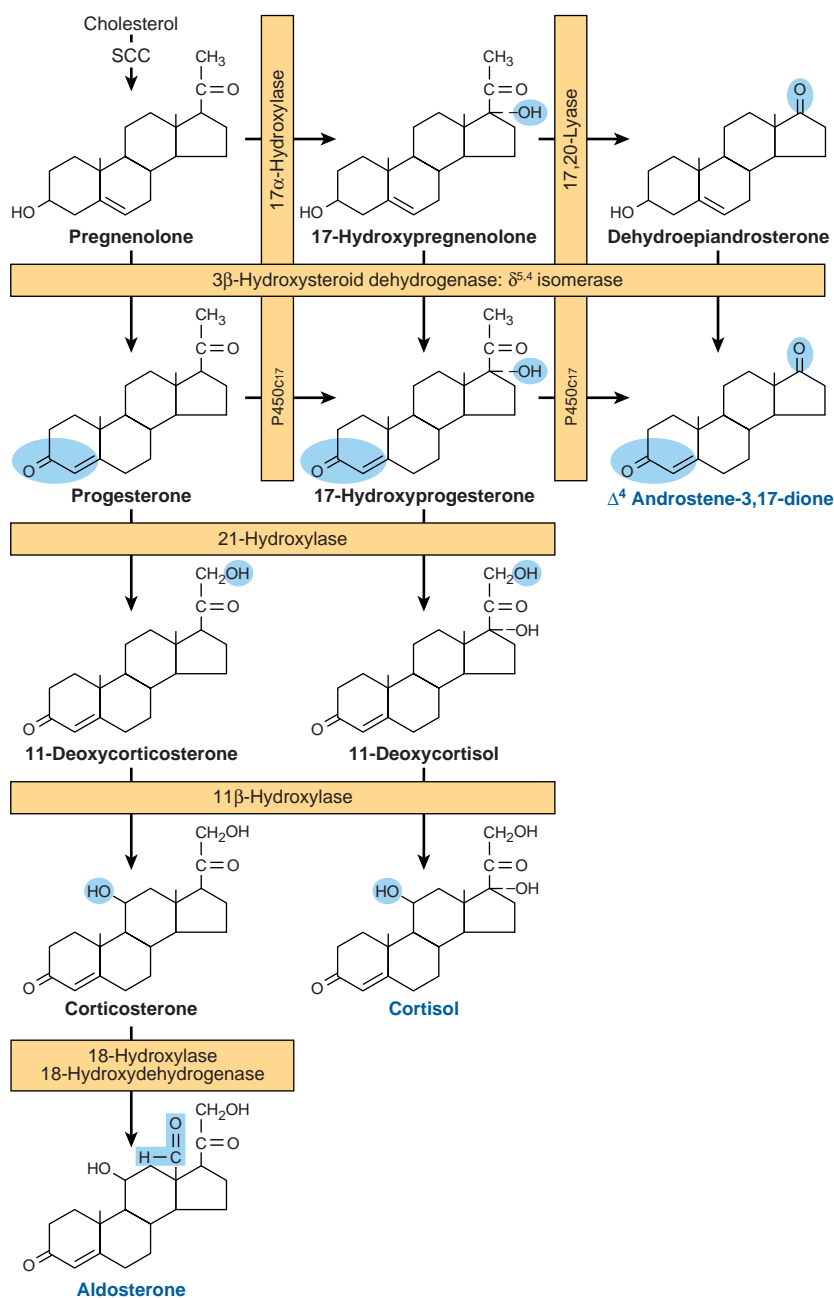 Cholesterol
SCC
CH3
C=O
HO
Pregnenolone
17α-Hydroxylase
CH3
C=O
-OH
HO
17-Hydroxypregnenolone
17,20-Lyase
O
HO
Dehydroepiandrosterone
3β-Hydroxysteroid dehydrogenase: δ5,4 isomerase
CH3
C=O
O
Progesterone
P450C17
CH3
C=O
-OH
O
17-Hydroxyprogesterone
P450C17
O
O
Δ4 Androstene-3,17-dione
21-Hydroxylase
CH2OH
C=O
O
11-Deoxycorticosterone
CH2OH
C=O
-OH
O
11-Deoxycortisol
11β-Hydroxylase
CH2OH
C=O
HO
O
Corticosterone
CH2OH
C=O
HO
-OH
O
Cortisol
18-Hydroxylase
18-Hydroxydehydrogenase
CH2OH
O
H-C
C=O
HO
O
Aldosterone